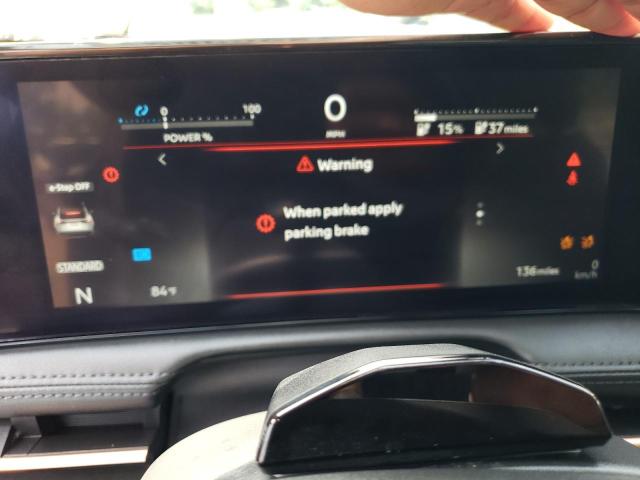 0 100
POWER %
0
MPH
15% 37 miles
Warning
e-Stop OFF
When parked apply
parking brake
STANDARD
N 84°F
136 miles
0
km/h